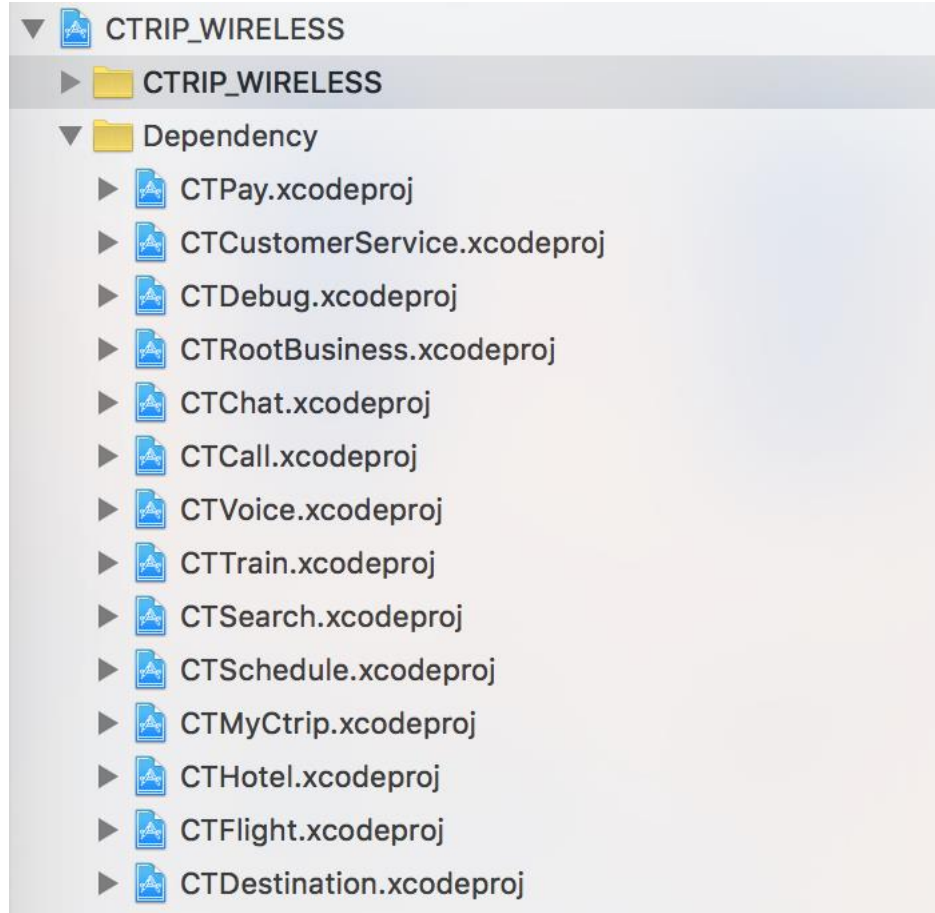 CTRIP_WIRELESS
CTRIP_WIRELESS
Dependency
CTPay.xcodeproj
CTCustomerService.xcodeproj
CTDebug.xcodeproj
CTRootBusiness.xcodeproj
CTChat.xcodeproj
CTCall.xcodeproj
CTVoice.xcodeproj
CTTrain.xcodeproj
CTSearch.xcodeproj
CTSchedule.xcodeproj
CTMyCtrip.xcodeproj
CTHotel.xcodeproj
CTFlight.xcodeproj
CTDestination.xcodeproj